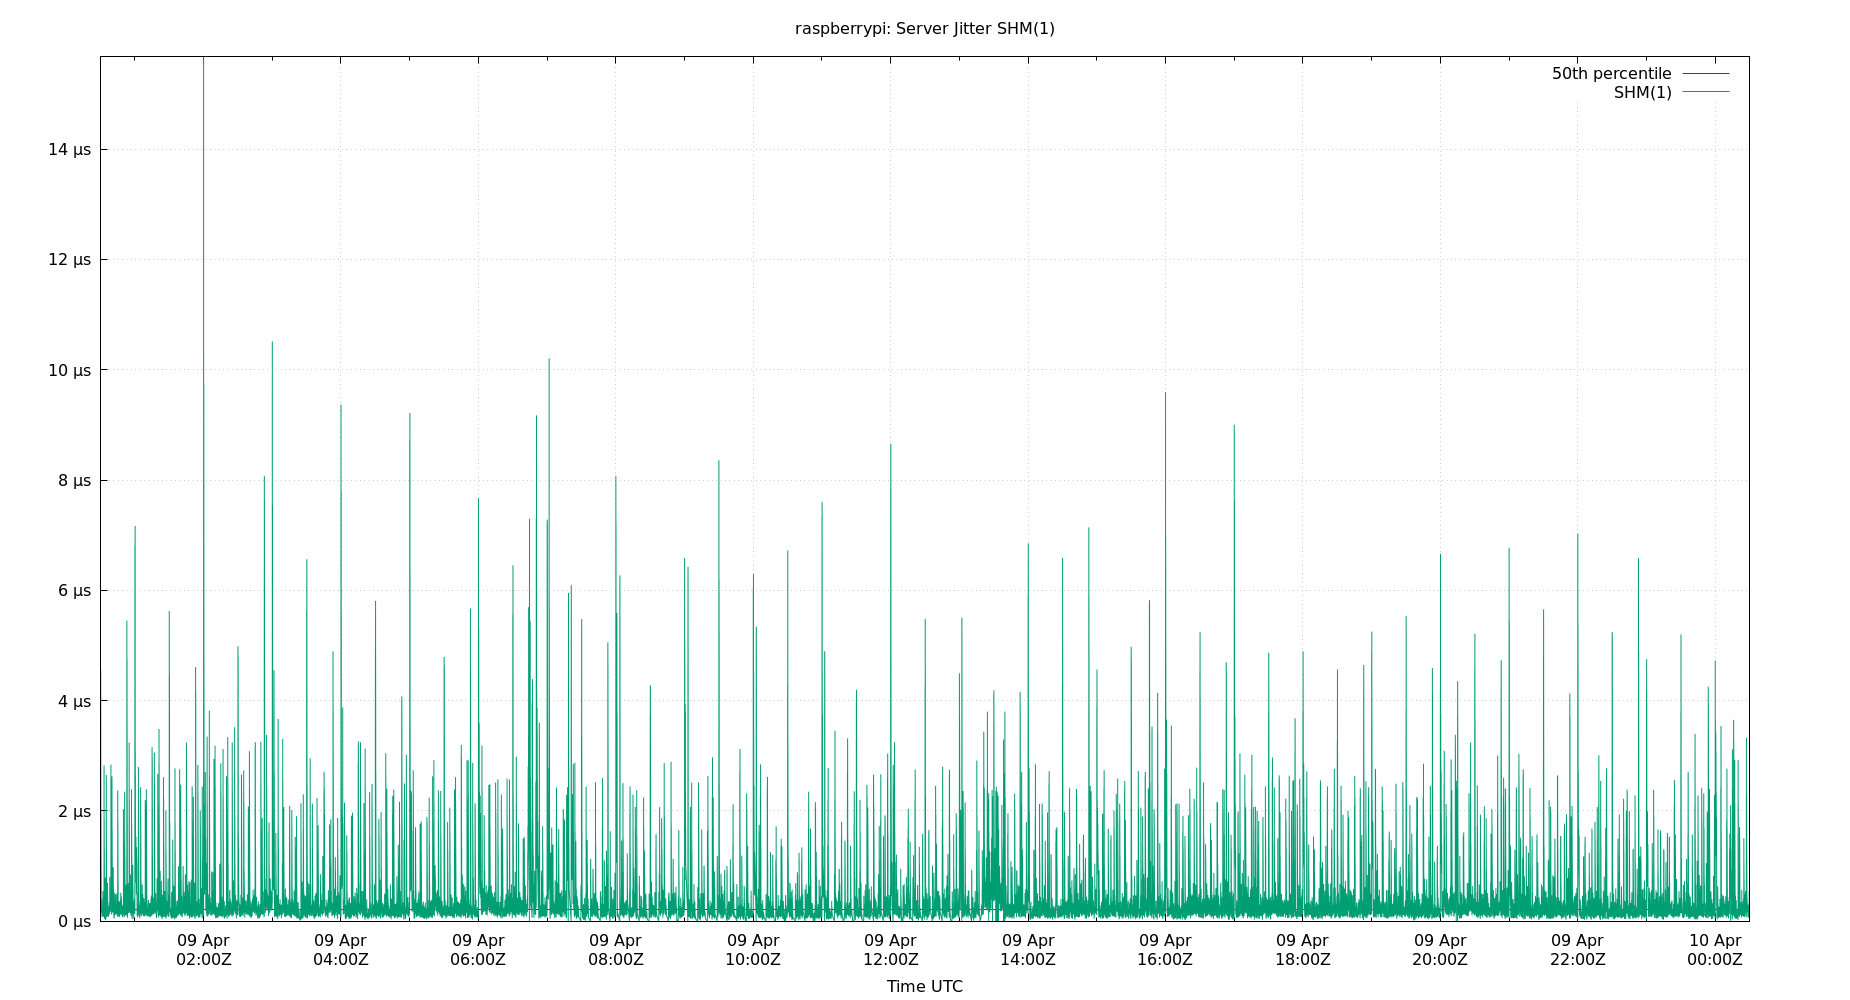 raspberrypi: Server Jitter SHM(1)
50th percentile
SHM(1)
14 µs
12 µs
10 µs
8 µs
6 µs
4 µs
2 µs
0 µs
09 Apr 09 Apr 09 Apr 09 Apr 09 Apr 09 Apr 09 Apr 09 Apr 09 Apr 09 Apr 09 Apr 10 Apr
02:00Z 04:00Z 06:00Z 08:00Z 10:00Z 12:00Z 14:00Z 16:00Z 18:00Z 20:00Z 22:00Z 00:00Z
Time UTC